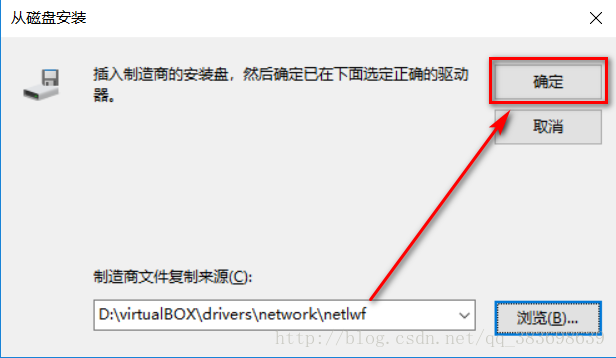 从磁盘安装
插入制造商的安装盘，然后确定已在下面选定正确的驱动
器。
确定
取消
制造商文件复制来源(C):
D:\virtualBOX\drivers\network\netlwf
浏览(B)...
http://blog.csdn.net/qq_383698639